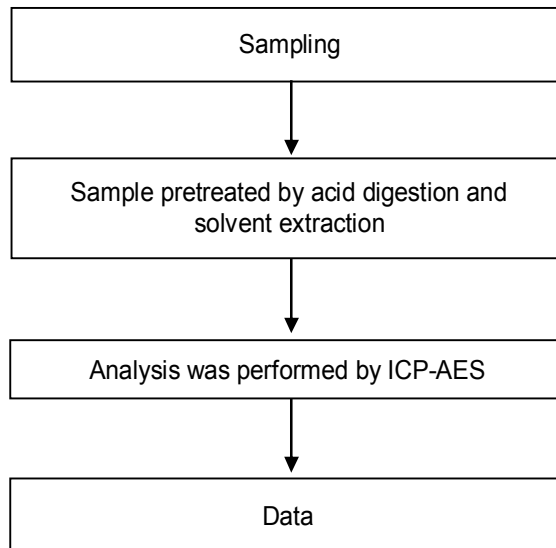 Sampling
Sample pretreated by acid digestion and
solvent extraction
Analysis was performed by ICP-AES
Data